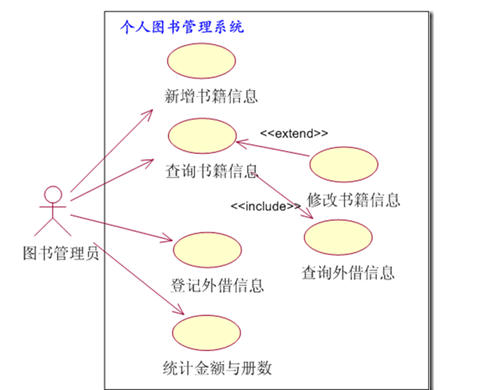 个人图书管理系统
新增书籍信息
<<extend>>
查询书籍信息
修改书籍信息
<<include>>
图书管理员
登记外借信息
查询外借信息
统计金额与册数